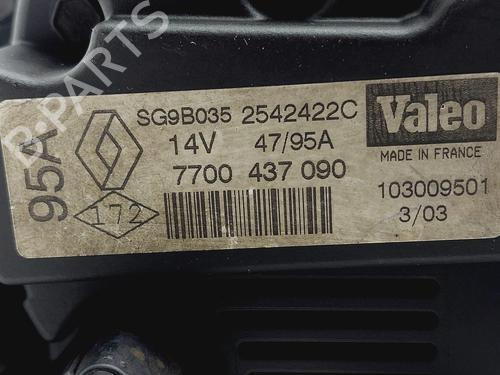 B-PARTS
95A
SG9B035 2542422C
14V 47/95A
7700 437 090
172
Valeo
MADE IN FRANCE
103009501
3/03